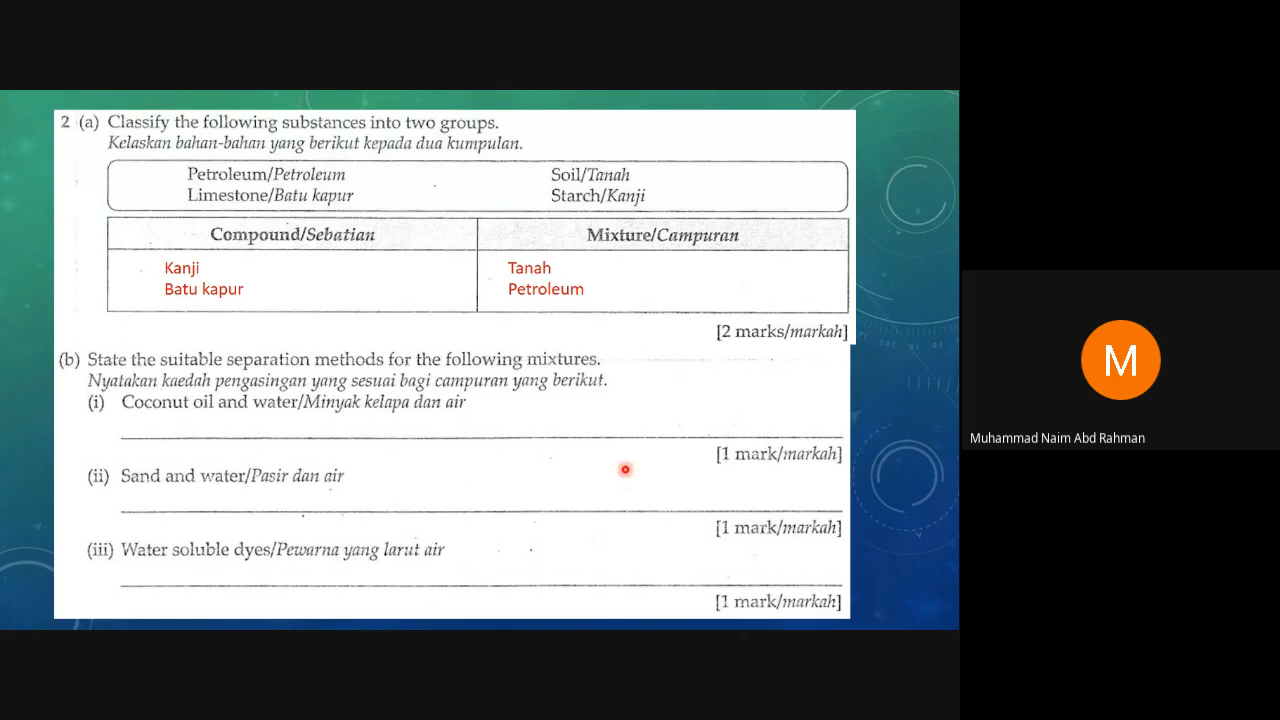 2 (a) Classify the following substances into two groups.
Kelaskan bahan-bahan yang berikut kepada dua kumpulan.
Petroleum/Petroleum Soil/Tanah
Limestone/Batu kapur Starch/Kanji
Compound/Sebatian Mixture/Campuran
Kanji Tanah
Batu kapur Petroleum
[2 marks/markah]
(b) State the suitable separation methods for the following mixtures.
Nyatakan kaedah pengasingan yang sesuai bagi campuran yang berikut.
(i) Coconut oil and water/Minyak kelapa dan air
[1 mark/markah]
(ii) Sand and water/Pasir dan air
[1 mark/markah]
(iii) Water soluble dyes/Pewarna yang larut air
[1 mark/markah]
M
Muhammad Naim Abd Rahman